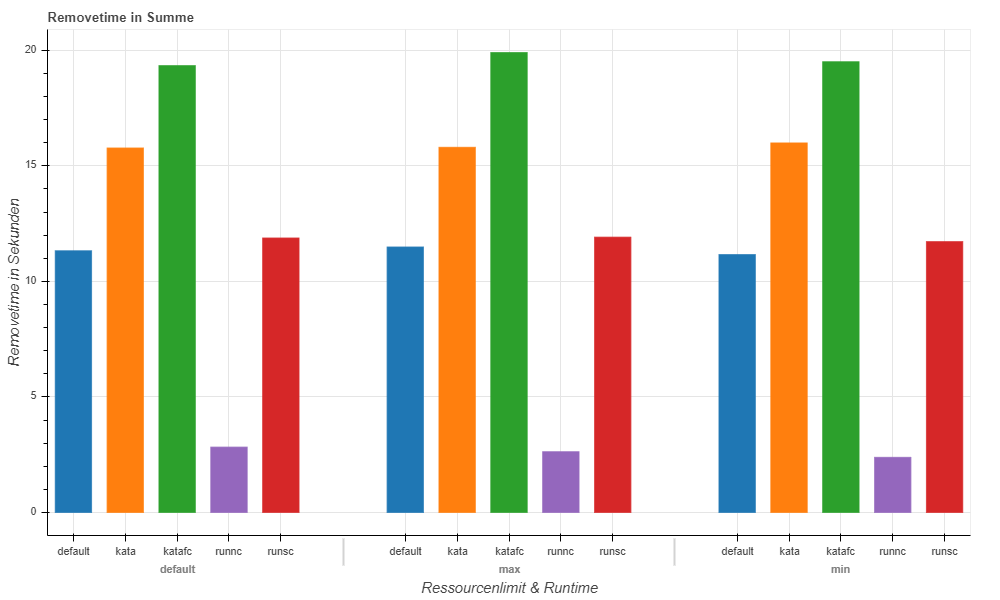 Removetime in Summe
Removetime in Sekunden
20
15
10
5
0
default kata katafc runnc runsc default kata katafc runnc runsc default kata katafc runnc runsc
default max min
Ressourcenlimit & Runtime